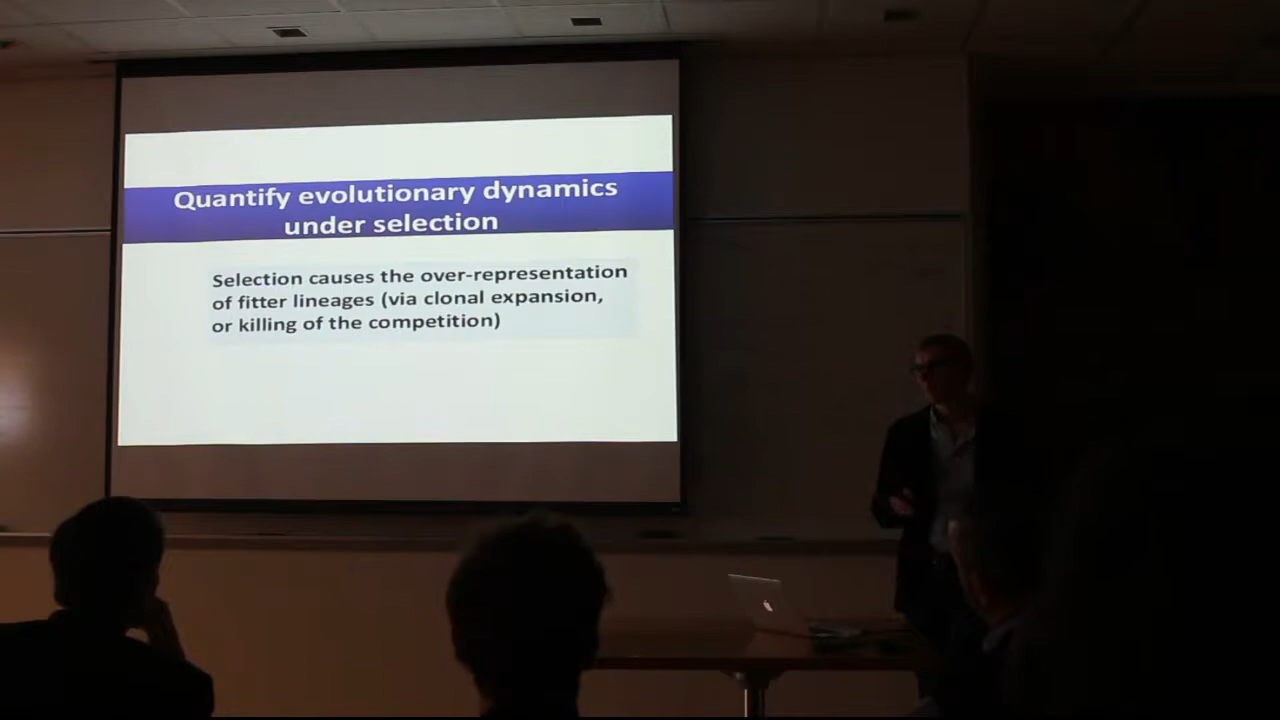 Quantify evolutionary dynamics
under selection
Selection causes the over-representation
of fitter lineages (via clonal expansion,
or killing of the competition)